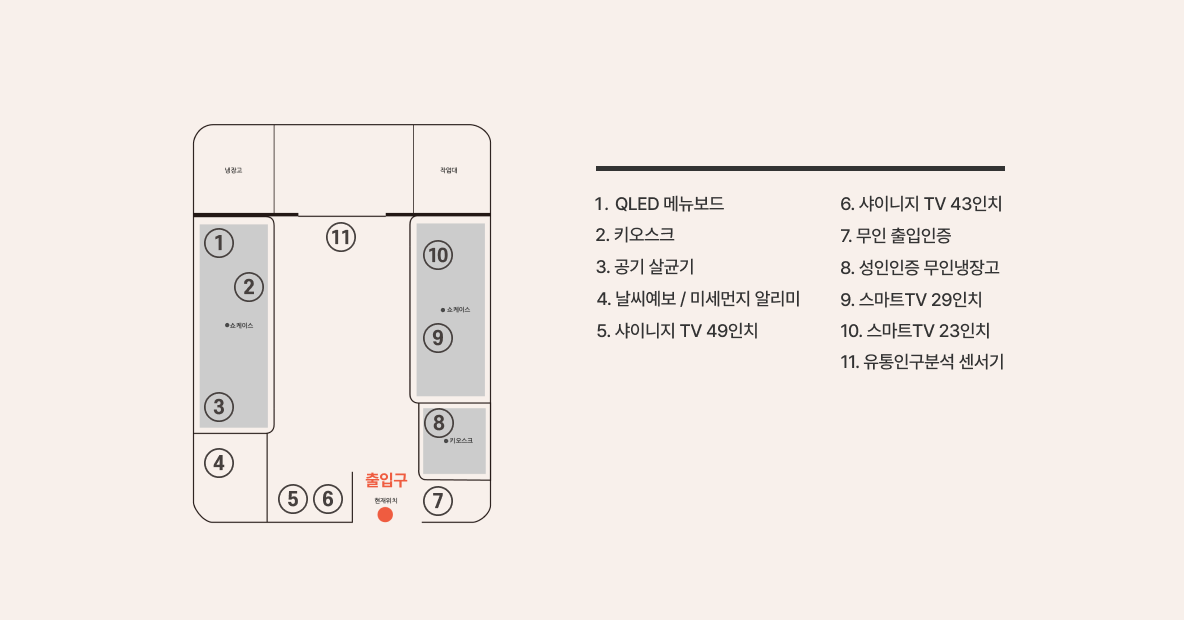 냉장고
작업대
11
1
10
2
쇼케이스
쇼케이스
9
3
8
키오스크
4
출입구
5
6
현재위치
7
1. QLED 메뉴보드
2. 키오스크
3. 공기 살균기
4. 날씨예보 / 미세먼지 알리미
5. 샤이니지 TV 49인치
6. 샤이니지 TV 43인치
7. 무인 출입인증
8. 성인인증 무인냉장고
9. 스마트TV 29인치
10. 스마트TV 23인치
11. 유통인구분석 센서기